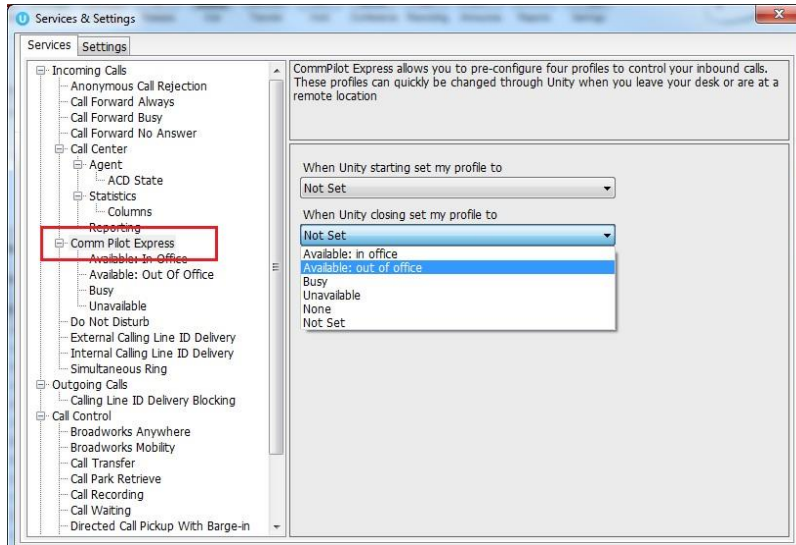 Services & Settings
Services
Settings
Incoming Calls
Anonymous Call Rejection
Call Forward Always
Call Forward Busy
Call Forward No Answer
Call Center
Agent
ACD State
Statistics
Columns
Reporting
Comm Pilot Express
Available: In Office
Available: Out Of Office
Busy
Unavailable
Do Not Disturb
External Calling Line ID Delivery
Internal Calling Line ID Delivery
Simultaneous Ring
Outgoing Calls
Calling Line ID Delivery Blocking
Call Control
Broadworks Anywhere
Broadworks Mobility
Call Transfer
Call Park Retrieve
Call Recording
Call Waiting
Directed Call Pickup With Barge-in
CommPilot Express allows you to pre-configure four profiles to control your inbound calls.
These profiles can quickly be changed through Unity when you leave your desk or are at a
remote location
When Unity starting set my profile to
Not Set
When Unity closing set my profile to
Not Set
Available: in office
Available: out of office
Busy
Unavailable
None
Not Set